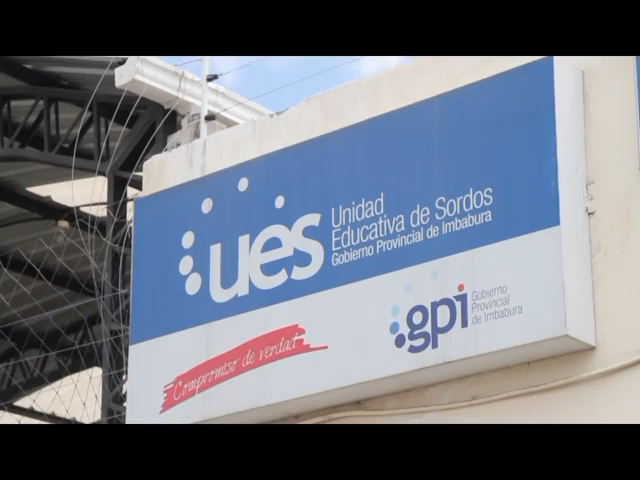 ues
Unidad
Educativa de Sordos
Gobierno Provincial de Imbabura
Compromiso de verdad
gpi
Gobierno
Provincial
de Imbabura